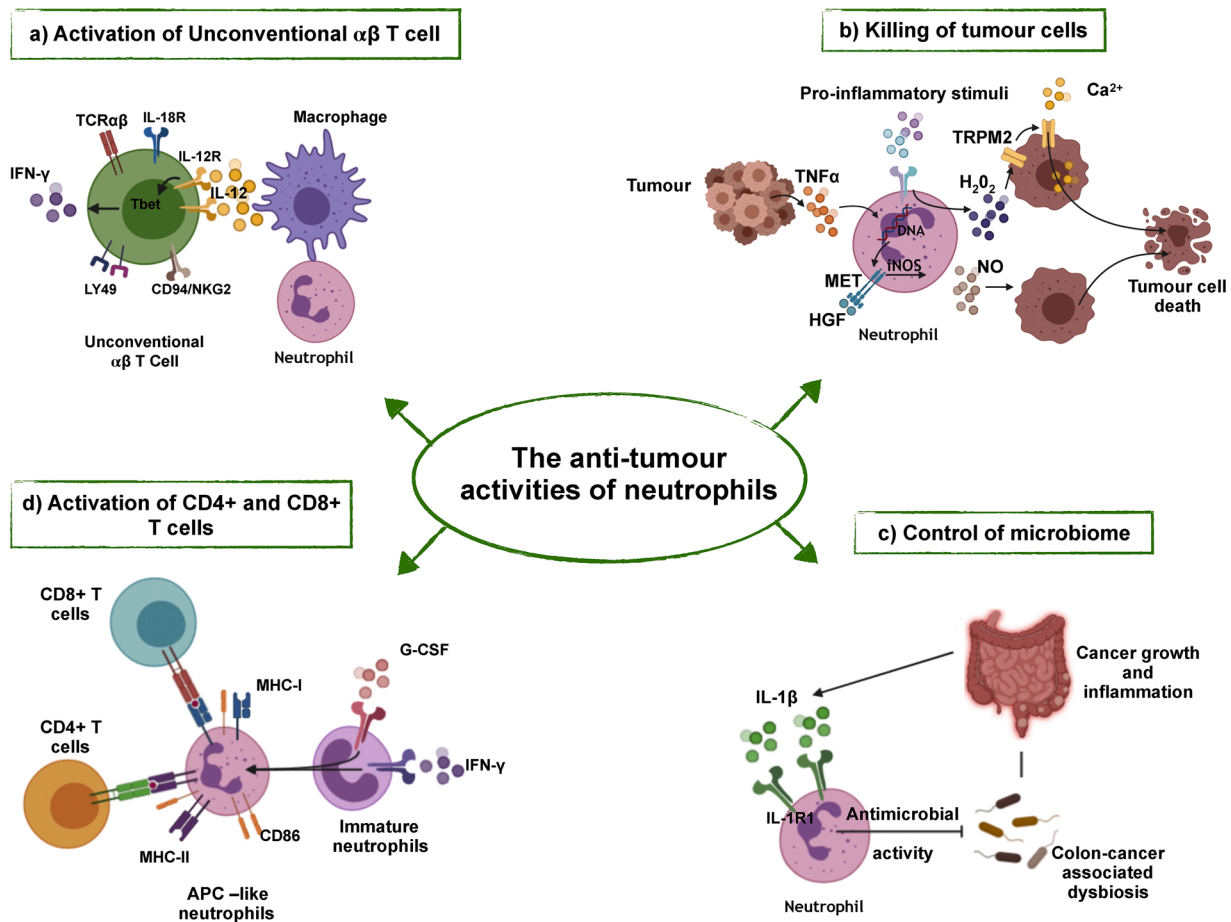 a) Activation of Unconventional αβ T cell
TCRαβ
IL-18R
Macrophage
IL-12R
IFN-γ
IL-12
Tbet
LY49
CD94/NKG2
Unconventional
αβ T Cell
Neutrophil
b) Killing of tumour cells
Pro-inflammatory stimuli
Ca²⁺
TRPM2
Tumour
TNFα
H₂0₂
DNA
iNOS
MET
NO
HGF
Neutrophil
Tumour cell
death
The anti-tumour
activities of neutrophils
d) Activation of CD4+ and CD8+
T cells
CD8+ T
cells
G-CSF
MHC-I
CD4+ T
cells
IFN-γ
CD86
MHC-II
Immature
neutrophils
APC –like
neutrophils
c) Control of microbiome
Cancer growth
and
inflammation
IL-1β
IL-1R1
Antimicrobial
activity
Colon-cancer
associated
dysbiosis
Neutrophil